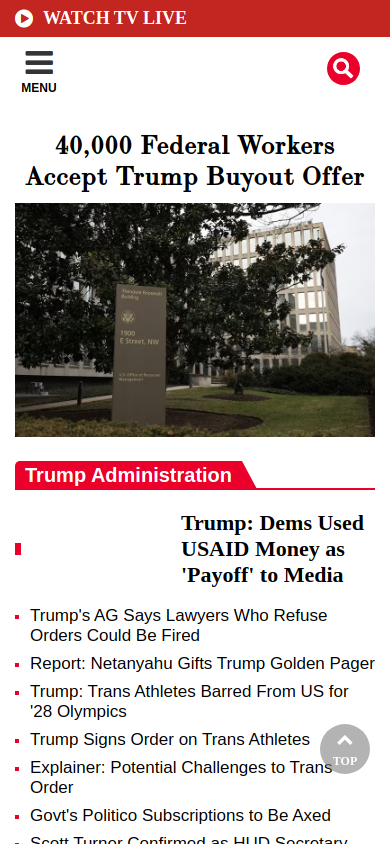 WATCH TV LIVE
MENU
40,000 Federal Workers
Accept Trump Buyout Offer
Theodore Roosevelt
Building
1900
E Street, NW
U.S. Office of Personnel
Management
Trump Administration
Trump: Dems Used
USAID Money as
'Payoff' to Media
Trump's AG Says Lawyers Who Refuse
Orders Could Be Fired
Report: Netanyahu Gifts Trump Golden Pager
Trump: Trans Athletes Barred From US for
'28 Olympics
Trump Signs Order on Trans Athletes
Explainer: Potential Challenges to Trans
Order
TOP
Govt's Politico Subscriptions to Be Axed
Scott Turner Confirmed as HUD Secretary